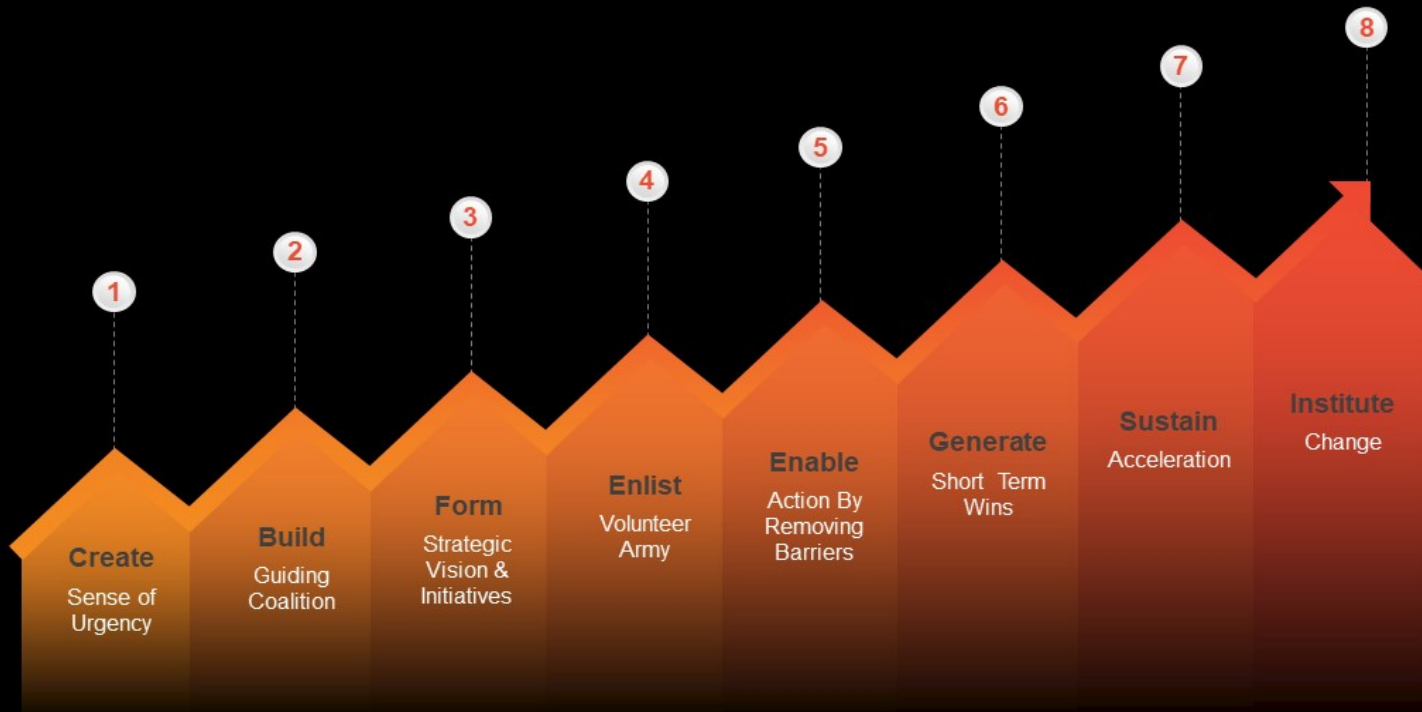 1
Create
Sense of
Urgency
2
Build
Guiding
Coalition
3
Form
Strategic
Vision &
Initiatives
4
Enlist
Volunteer
Army
5
Enable
Action By
Removing
Barriers
6
Generate
Short  Term
Wins
7
Sustain
Acceleration
8
Institute
Change